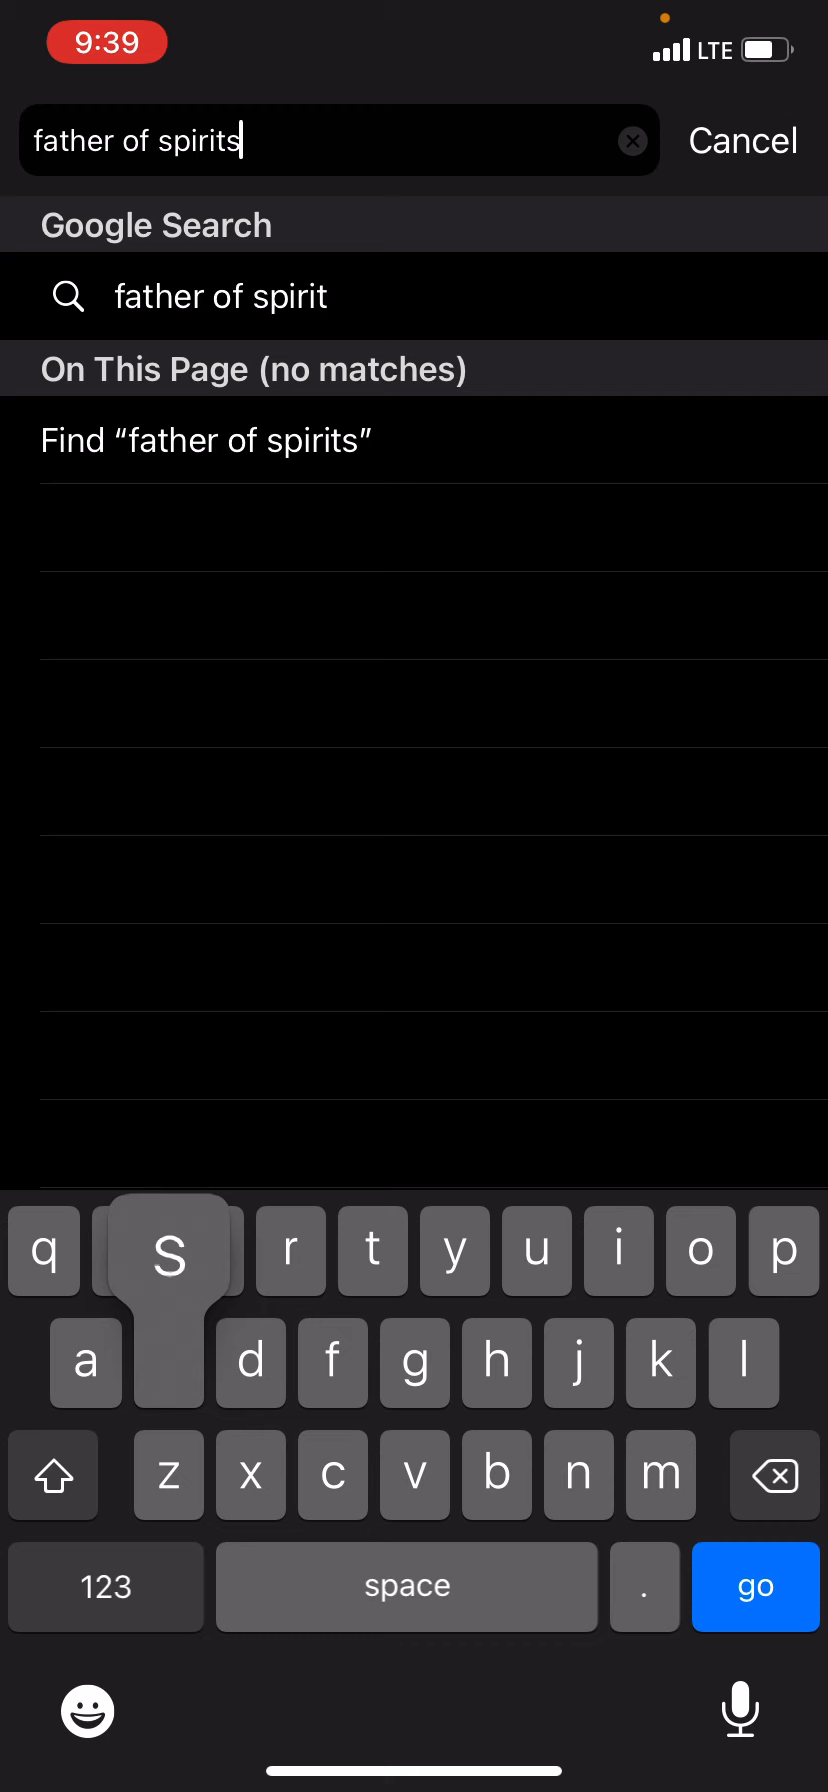 9:39
LTE
father of spirits
Cancel
Google Search
father of spirit
On This Page (no matches)
Find “father of spirits”
q S r t y u i o p
a d f g h j k l
z x c v b n m
123 space . go